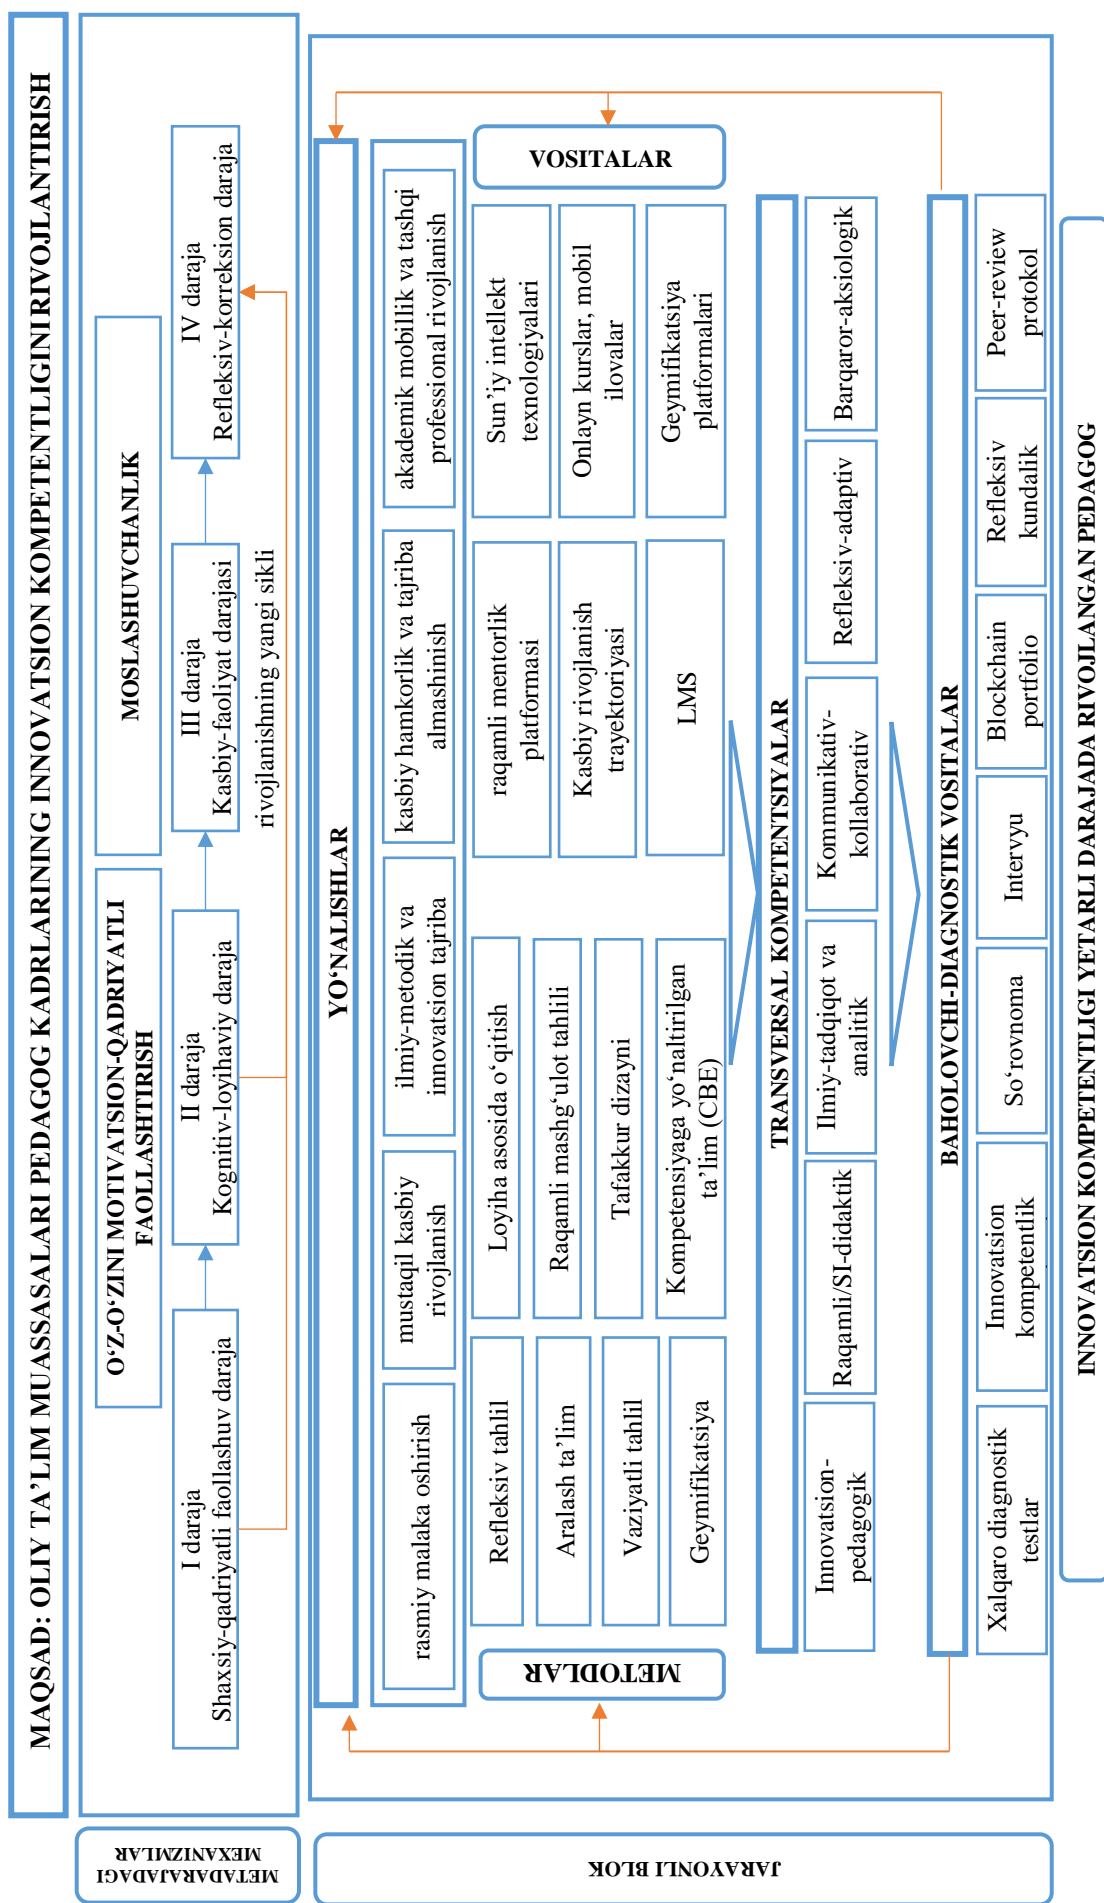 MAQSAD: OLIY TA’LIM MUASSASALARI PEDAGOG KADRLARINING INNOVATSION KOMPETENTLIGINI RIVOJLANTIRISH
METADARAJADAGI
MEXANIZMLAR
O‘Z-O‘ZINI MOTIVATSION-QADRIYATLI
FAOLLASHTIRISH
MOSLASHUVCHANLIK
I daraja
Shaxsiy-qadriyatli faollashuv daraja
II daraja
Kognitiv-loyihaviy daraja
III daraja
Kasbiy-faoliyat darajasi
IV daraja
Refleksiv-korreksion daraja
rivojlanishning yangi sikli
JARAYONLI BLOK
YO‘NALISHLAR
rasmiy malaka oshirish
mustaqil kasbiy
rivojlanish
ilmiy-metodik va
innovatsion tajriba
kasbiy hamkorlik va tajriba
almashinish
akademik mobillik va tashqi
professional rivojlanish
METODLAR
Refleksiv tahlil
Aralash ta’lim
Vaziyatli tahlil
Geymifikatsiya
Loyiha asosida o‘qitish
Raqamli mashg‘ulot tahlili
Tafakkur dizayni
Kompetensiyaga yo‘naltirilgan
ta’lim (CBE)
raqamli mentorlik
platformasi
Kasbiy rivojlanish
trayektoriyasi
LMS
Sun’iy intellekt
texnologiyalari
Onlayn kurslar, mobil
ilovalar
Geymifikatsiya
platformalari
VOSITALAR
TRANSVERSAL KOMPETENTSIYALAR
Innovatsion-
pedagogik
Raqamli/SI-didaktik
Ilmiy-tadqiqot va
analitik
Kommunikativ-
kollaborativ
Refleksiv-adaptiv
Barqaror-aksiologik
BAHOLOVCHI-DIAGNOSTIK VOSITALAR
Xalqaro diagnostik
testlar
Innovatsion
kompetentlik
So‘rovnoma
Intervyu
Blockchain
portfolio
Refleksiv
kundalik
Peer-review
protokol
INNOVATSION KOMPETENTLIGI YETARLI DARAJADA RIVOJLANGAN PEDAGOG